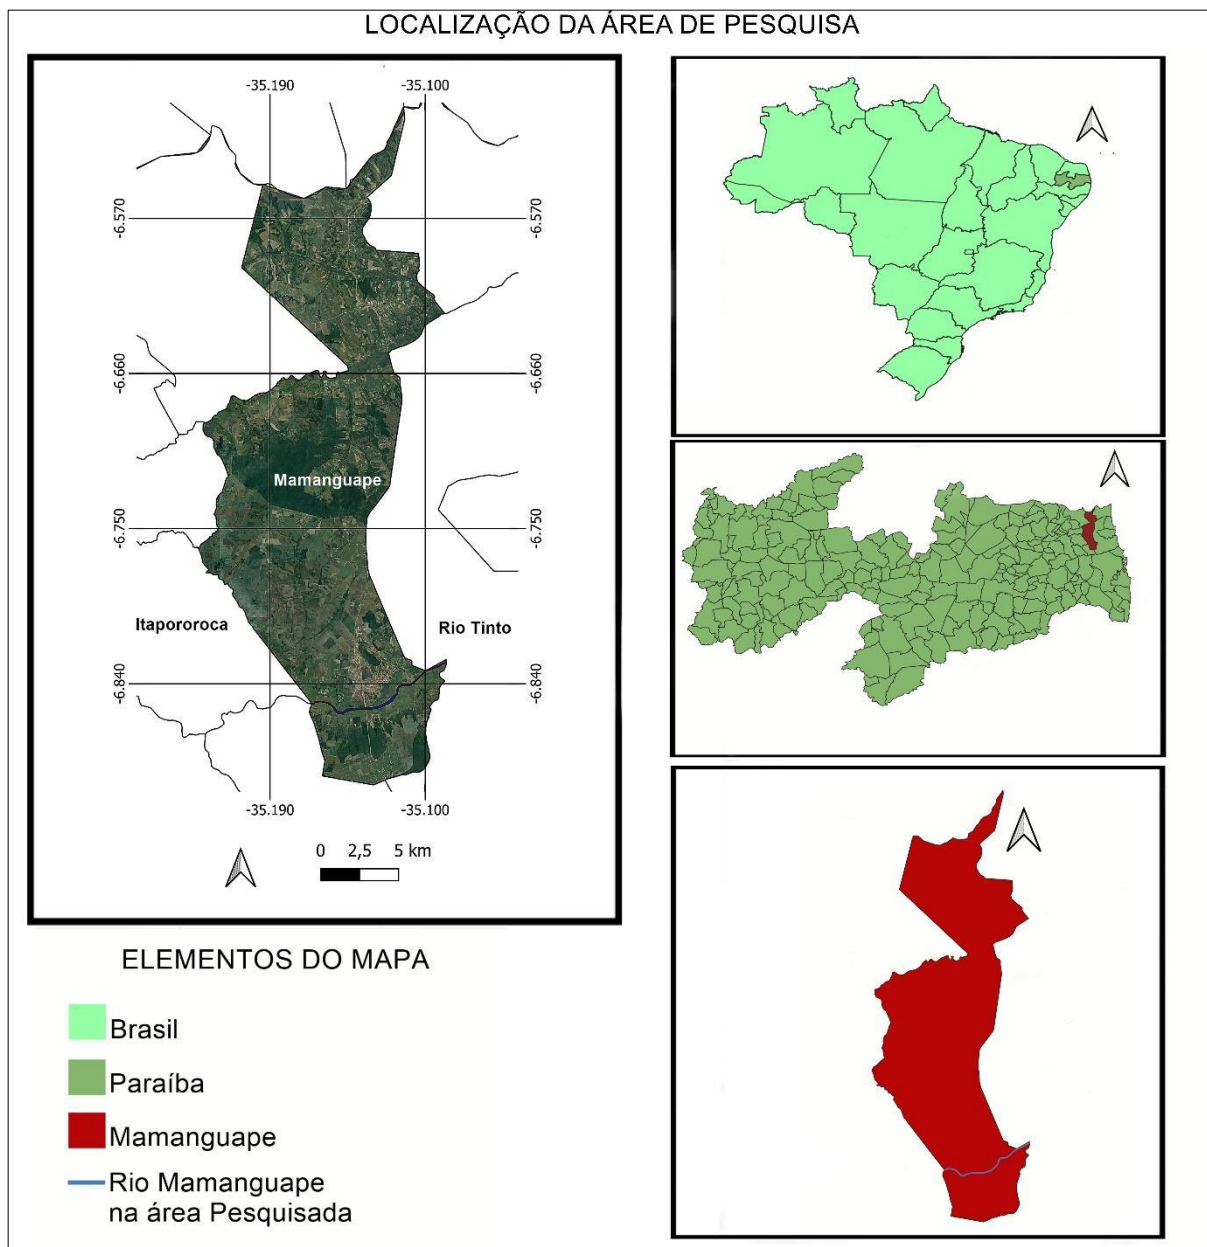 LOCALIZAÇÃO DA ÁREA DE PESQUISA
-35.190
-35.100
-6.570
-6.570
-6.660
-6.660
Mamanguape
-6.750
-6.750
Itapororoca
Rio Tinto
-6.840
-6.840
-35.190
-35.100
0 2,5 5 km
ELEMENTOS DO MAPA
Brasil
Paraíba
Mamanguape
Rio Mamanguape
na área Pesquisada